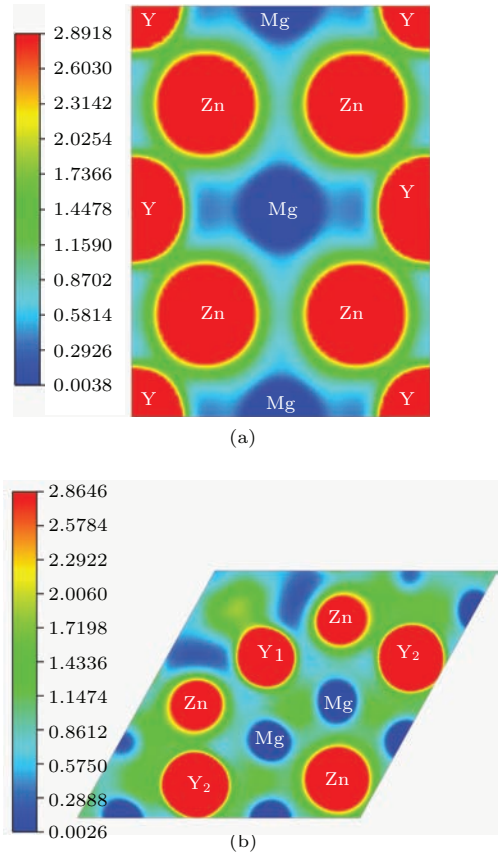 Y Mg Y
2.8918
2.6030
2.3142
2.0254
1.7366
1.4478
1.1590
0.8702
0.5814
0.2926
0.0038
Zn Zn
Y Mg Y
Zn Zn
Y Mg Y
(a)
2.8646
2.5784
2.2922
2.0060
1.7198
1.4336
1.1474
0.8612
0.5750
0.2888
0.0026
Zn
Y1 Y₂
Zn Mg
Mg
Y₂ Zn
(b)